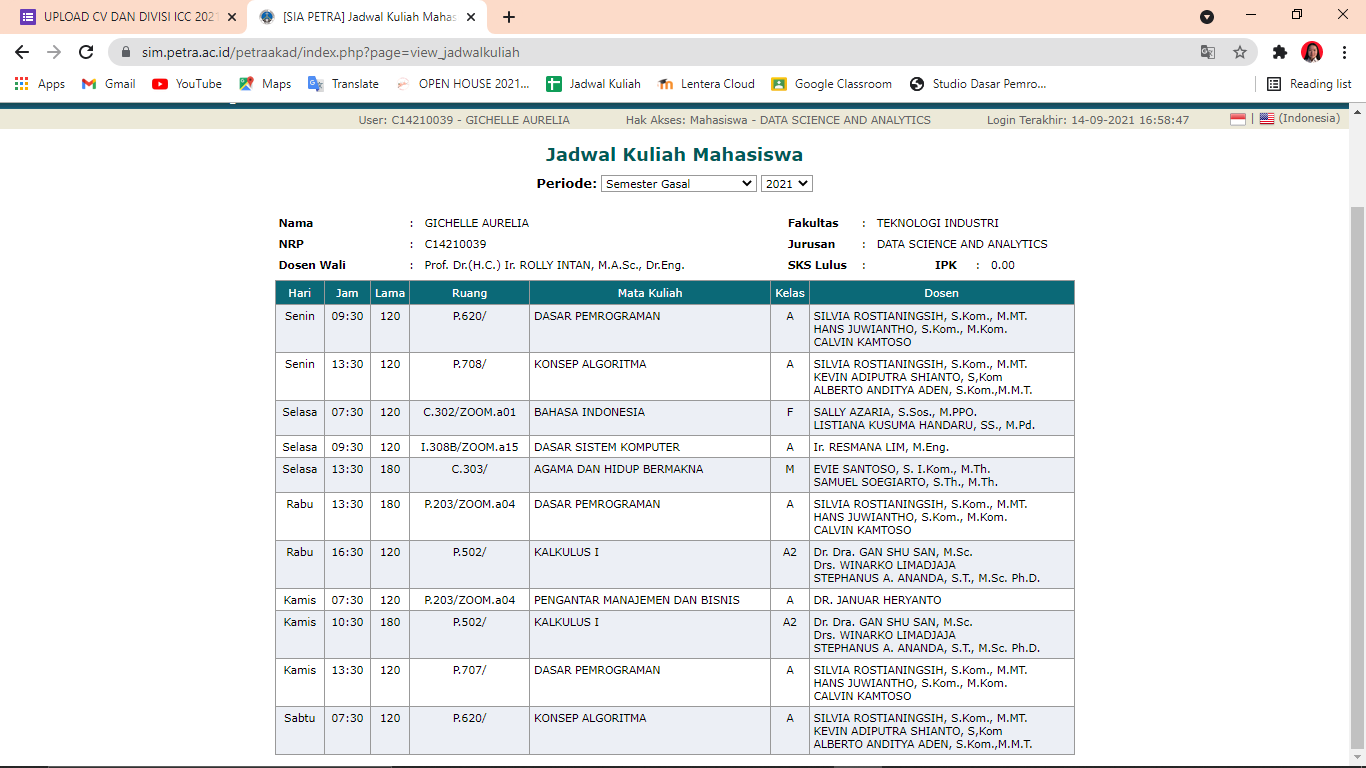 UPLOAD CV DAN DIVISI ICC 2021
[SIA PETRA] Jadwal Kuliah Mahas
sim.petra.ac.id/petraakad/index.php?page=view_jadwalkuliah
Apps Gmail YouTube Maps Translate OPEN HOUSE 2021... Jadwal Kuliah Lentera Cloud Google Classroom Studio Dasar Pemro... Reading list
User: C14210039 - GICHELLE AURELIA Hak Akses: Mahasiswa - DATA SCIENCE AND ANALYTICS Login Terakhir: 14-09-2021 16:58:47 | (Indonesia)
Jadwal Kuliah Mahasiswa
Periode: Semester Gasal 2021
Nama : GICHELLE AURELIA Fakultas : TEKNOLOGI INDUSTRI
NRP : C14210039 Jurusan : DATA SCIENCE AND ANALYTICS
Dosen Wali : Prof. Dr.(H.C.) Ir. ROLLY INTAN, M.A.Sc., Dr.Eng. SKS Lulus : IPK : 0.00
Hari Jam Lama Ruang Mata Kuliah Kelas Dosen
Senin 09:30 120 P.620/ DASAR PEMROGRAMAN A SILVIA ROSTIANINGSIH, S.Kom., M.MT.
HANS JUWIANTHO, S.Kom., M.Kom.
CALVIN KAMTOSO
Senin 13:30 120 P.708/ KONSEP ALGORITMA A SILVIA ROSTIANINGSIH, S.Kom., M.MT.
KEVIN ADIPUTRA SHIANTO, S,Kom
ALBERTO ANDITYA ADEN, S.Kom.,M.M.T.
Selasa 07:30 120 C.302/ZOOM.a01 BAHASA INDONESIA F SALLY AZARIA, S.Sos., M.PPO.
LISTIANA KUSUMA HANDARU, SS., M.Pd.
Selasa 09:30 120 I.308B/ZOOM.a15 DASAR SISTEM KOMPUTER A Ir. RESMANA LIM, M.Eng.
Selasa 13:30 180 C.303/ AGAMA DAN HIDUP BERMAKNA M EVIE SANTOSO, S. I.Kom., M.Th.
SAMUEL SOEGIARTO, S.Th., M.Th.
Rabu 13:30 180 P.203/ZOOM.a04 DASAR PEMROGRAMAN A SILVIA ROSTIANINGSIH, S.Kom., M.MT.
HANS JUWIANTHO, S.Kom., M.Kom.
CALVIN KAMTOSO
Rabu 16:30 120 P.502/ KALKULUS I A2 Dr. Dra. GAN SHU SAN, M.Sc.
Drs. WINARKO LIMADJAJA
STEPHANUS A. ANANDA, S.T., M.Sc. Ph.D.
Kamis 07:30 120 P.203/ZOOM.a04 PENGANTAR MANAJEMEN DAN BISNIS A DR. JANUAR HERYANTO
Kamis 10:30 180 P.502/ KALKULUS I A2 Dr. Dra. GAN SHU SAN, M.Sc.
Drs. WINARKO LIMADJAJA
STEPHANUS A. ANANDA, S.T., M.Sc. Ph.D.
Kamis 13:30 120 P.707/ DASAR PEMROGRAMAN A SILVIA ROSTIANINGSIH, S.Kom., M.MT.
HANS JUWIANTHO, S.Kom., M.Kom.
CALVIN KAMTOSO
Sabtu 07:30 120 P.620/ KONSEP ALGORITMA A SILVIA ROSTIANINGSIH, S.Kom., M.MT.
KEVIN ADIPUTRA SHIANTO, S,Kom
ALBERTO ANDITYA ADEN, S.Kom.,M.M.T.